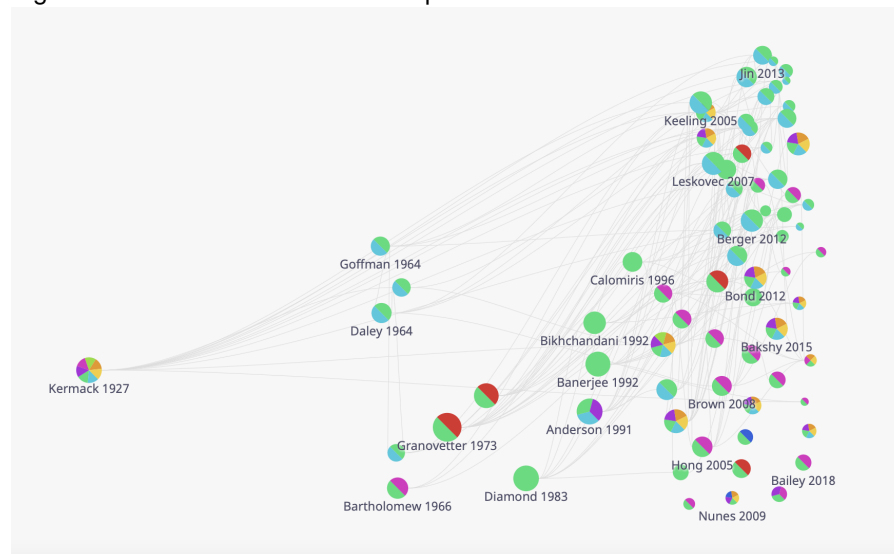 Jin 2013
Keeling 2005
Leskovec 2007
Berger 2012
Goffman 1964
Calomiris 1996
Bond 2012
Daley 1964
Bikhchandani 1992
Bakshy 2015
Banerjee 1992
Kermack 1927
Brown 2008
Anderson 1991
Granovetter 1973
Hong 2005
Bailey 2018
Diamond 1983
Bartholomew 1966
Nunes 2009